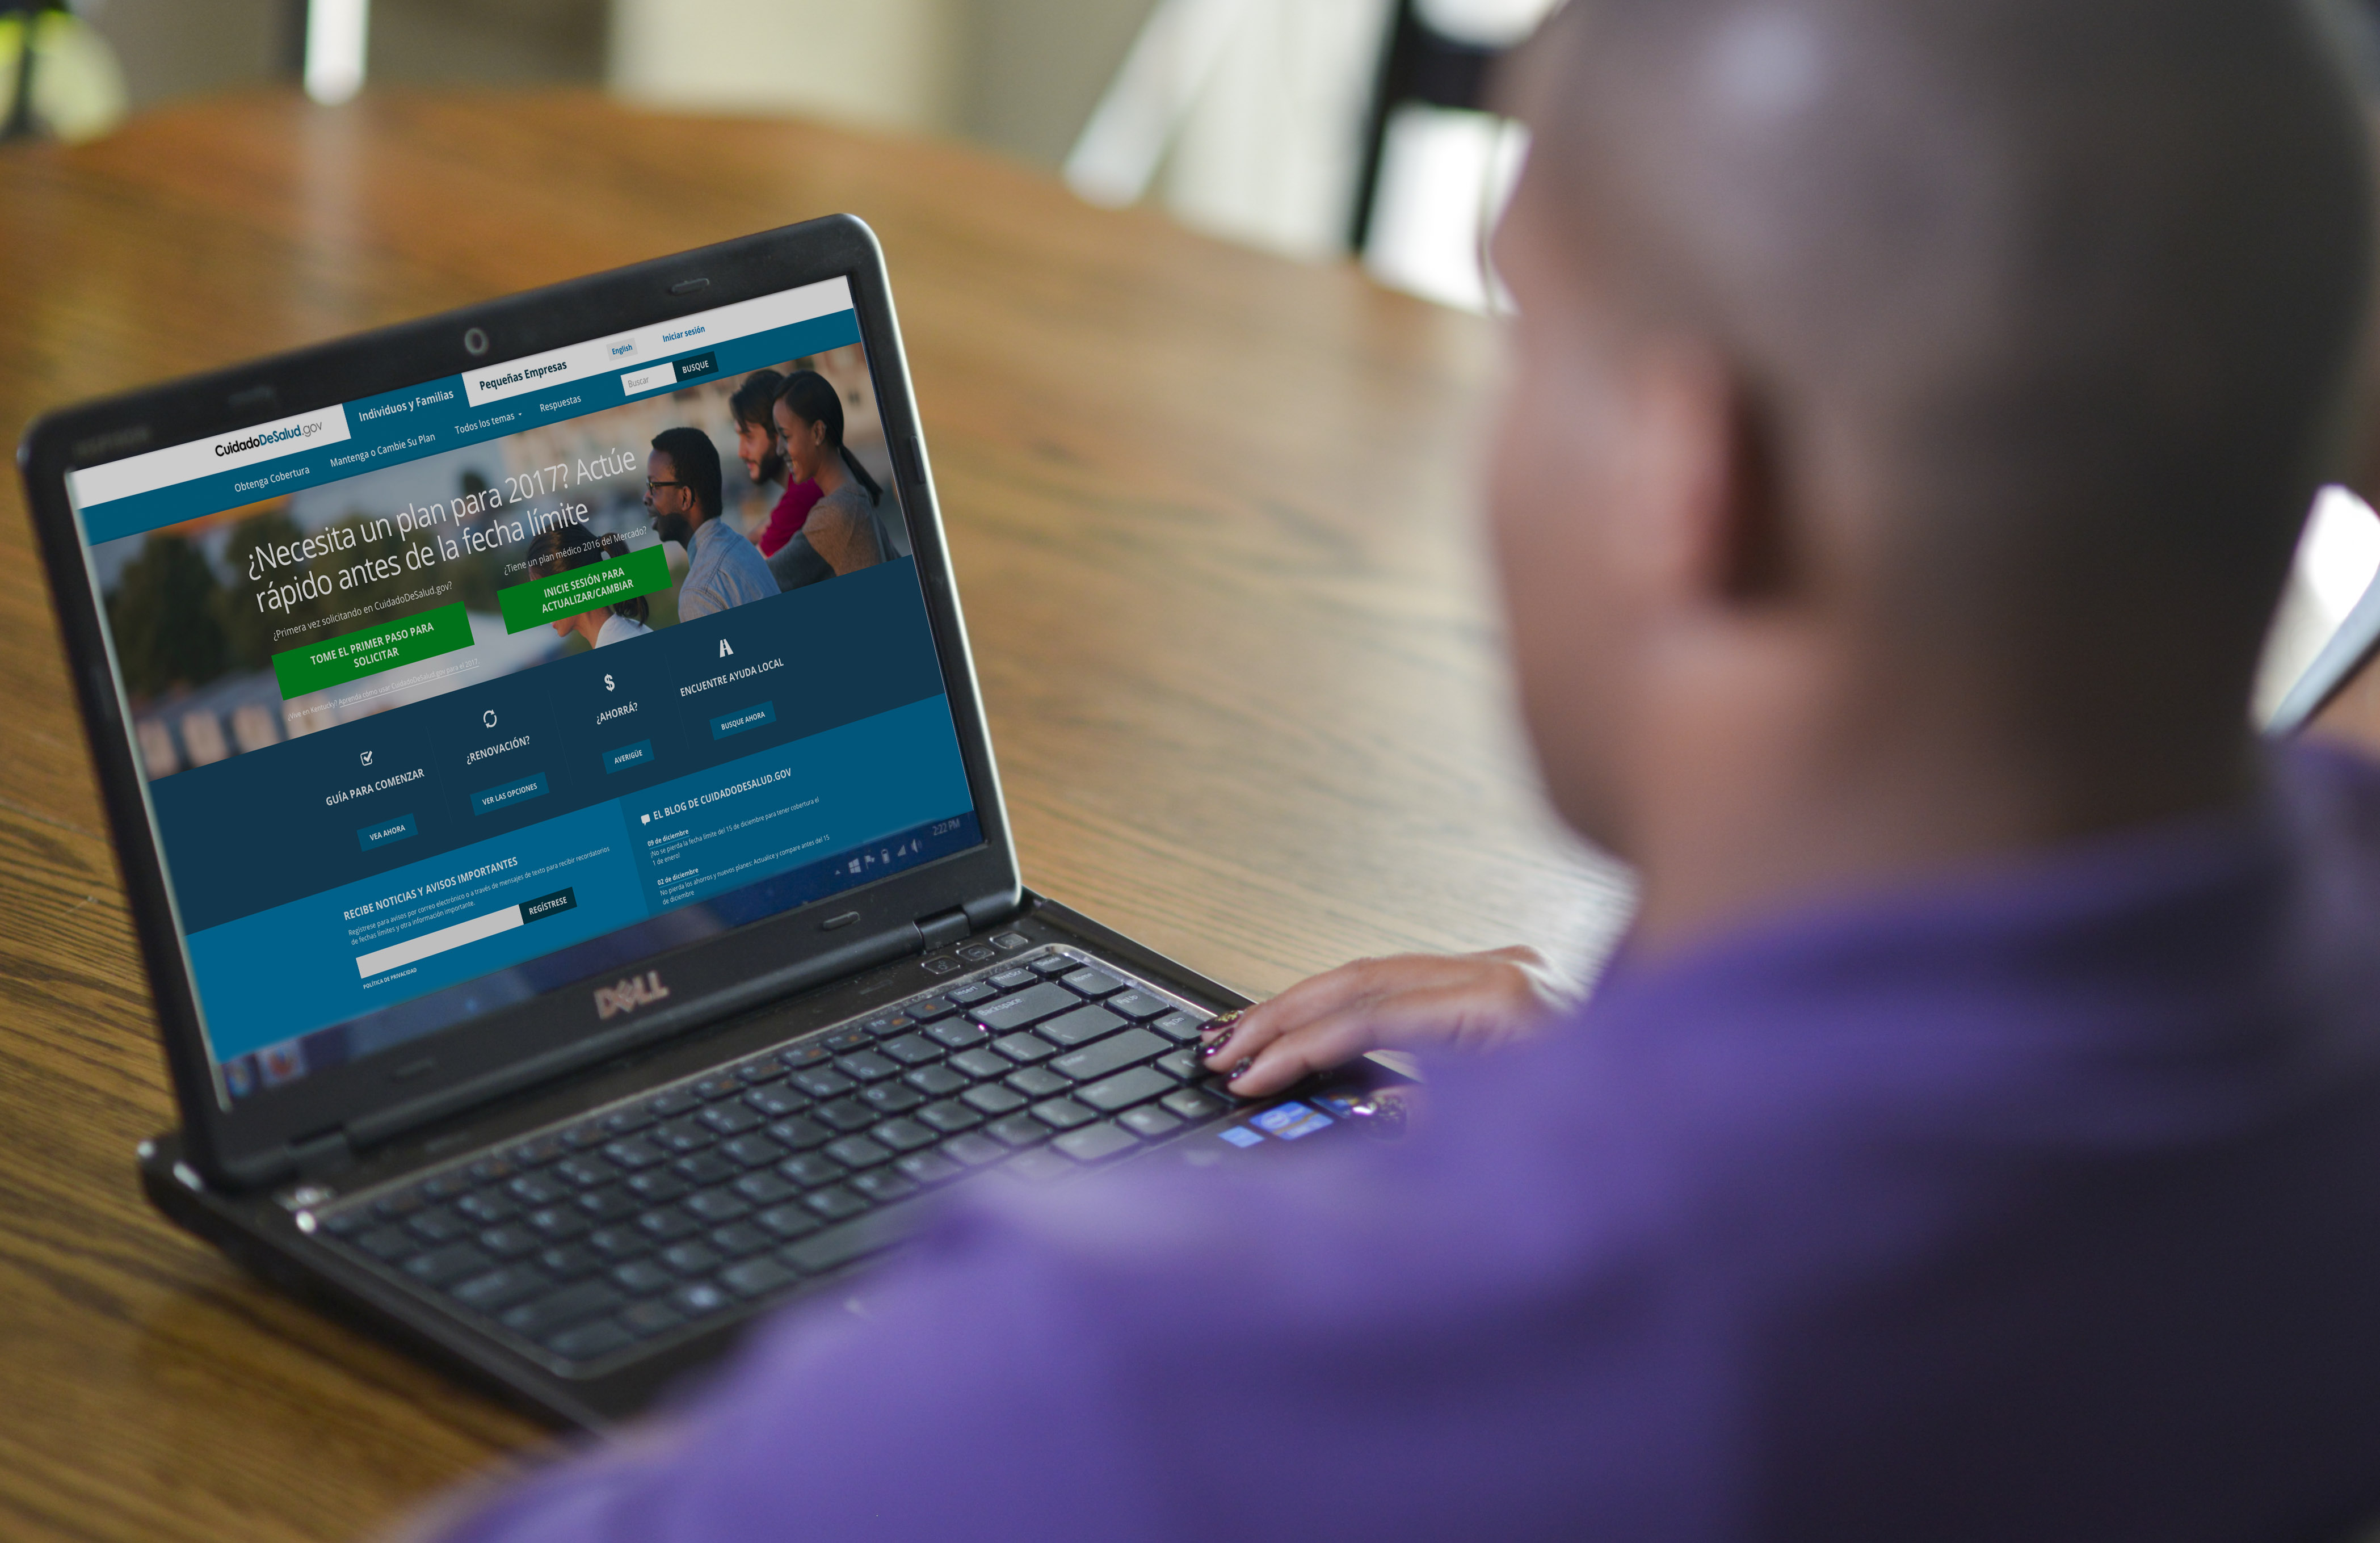 CuidadoDeSalud.gov
Individuos y Familias
Pequeñas Empresas
English
Iniciar sesión
Obtenga Cobertura
Mantenga o Cambie Su Plan
Todos los temas
Respuestas
Buscar
BUSQUE
¿Necesita un plan para 2017? Actúe
rápido antes de la fecha límite
¿Primera vez solicitando en CuidadoDeSalud.gov?
TOME EL PRIMER PASO PARA
SOLICITAR
¿Vive en Kentucky? Aprenda cómo usar CuidadoDeSalud.gov para el 2017.
¿Tiene un plan médico 2016 del Mercado?
INICIE SESIÓN PARA
ACTUALIZAR/CAMBIAR
GUÍA PARA COMENZAR
VEA AHORA
¿RENOVACIÓN?
VER LAS OPCIONES
$
¿AHORRÁ?
AVERIGÜE
ENCUENTRE AYUDA LOCAL
BUSQUE AHORA
RECIBE NOTICIAS Y AVISOS IMPORTANTES
Regístrese para avisos por correo electrónico o a través de mensajes de texto para recibir recordatorios
de fechas límites y otra información importante.
REGÍSTRESE
POLÍTICA DE PRIVACIDAD
EL BLOG DE CUIDADODESALUD.GOV
09 de diciembre
¡No se pierda la fecha límite del 15 de diciembre para tener cobertura el
1 de enero!
02 de diciembre
No pierda los ahorros y nuevos planes: Actualice y compare antes del 15
de diciembre
2:22 PM
DELL
Backspace
Home
Enter